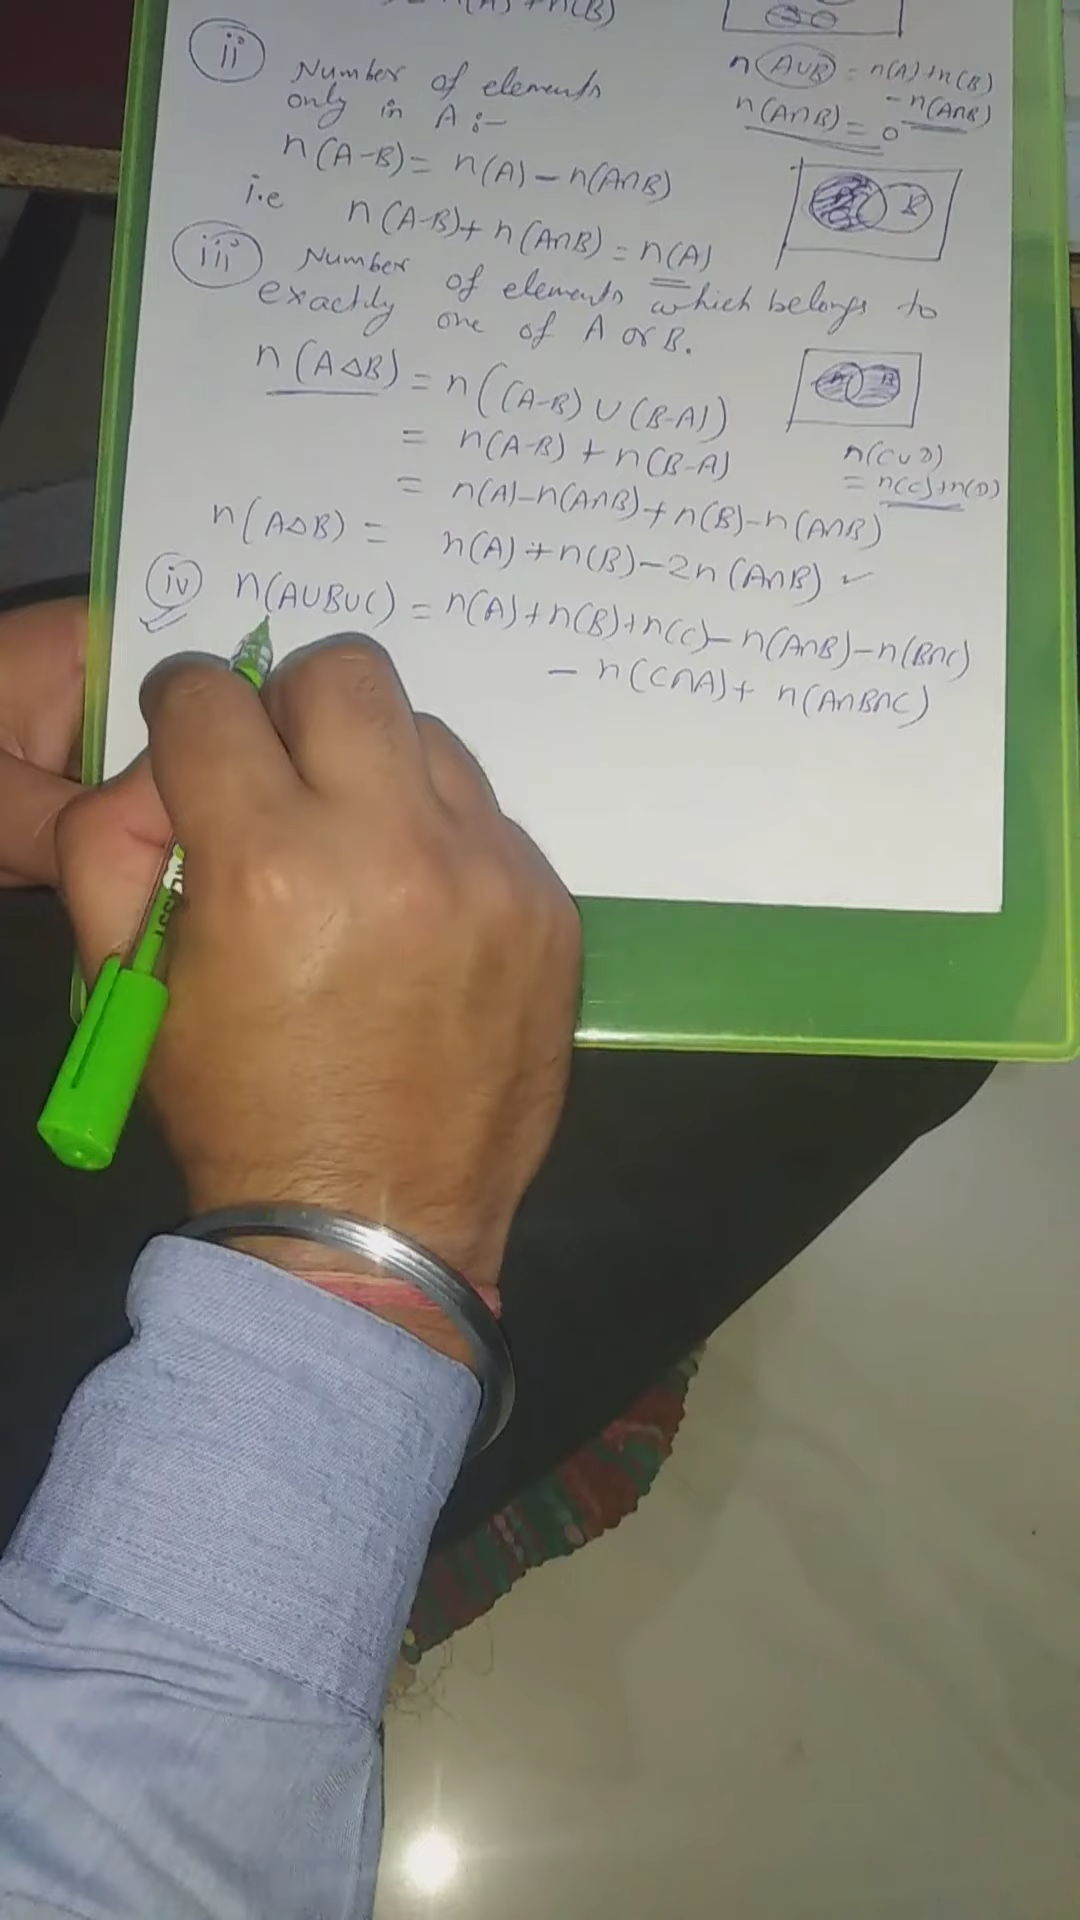 n(A) + n(B)
(ii) Number of elements
only in A :-
n(A-B) = n(A) - n(A∩B)
i.e n(A-B) + n(A∩B) = n(A)
n(A∪B) = n(A) + n(B)
- n(A∩B)
n(A∩B) = 0
B
(iii) Number of elements which belongs to
exactly one of A or B.
n(A△B) = n((A-B) ∪ (B-A))
= n(A-B) + n(B-A)
= n(A) - n(A∩B) + n(B) - n(A∩B)
n(A△B) = n(A) + n(B) - 2n(A∩B) ✓
A B
n(C∪D)
= n(C) + n(D)
(iv) n(A∪B∪C) = n(A) + n(B) + n(C) - n(A∩B) - n(B∩C)
- n(C∩A) + n(A∩B∩C)